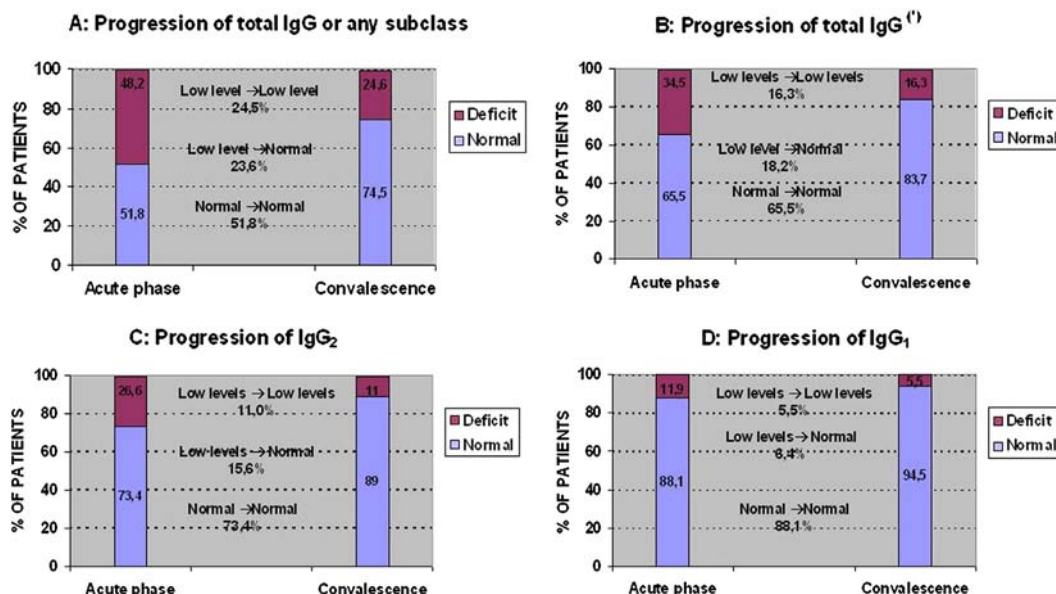 A: Progression of total IgG or any subclass
% OF PATIENTS
100
80
60
40
20
0
48,2
51,8
Low level →Low level
24,5%
Low level →Normal
23,6%
Normal →Normal
51,8%
24,6
74,5
Acute phase
Convalescence
Deficit
Normal
B: Progression of total IgG (*)
% OF PATIENTS
100
80
60
40
20
0
34,5
65,5
Low levels →Low levels
16,3%
Low level →Normal
18,2%
Normal →Normal
65,5%
16,3
83,7
Acute phase
Convalescence
Deficit
Normal
C: Progression of IgG₂
% OF PATIENTS
100
80
60
40
20
0
26,6
73,4
Low levels →Low levels
11,0%
Low levels →Normal
15,6%
Normal →Normal
73,4%
11
89
Acute phase
Convalescence
Deficit
Normal
D: Progression of IgG₁
% OF PATIENTS
100
80
60
40
20
0
11,9
88,1
Low levels →Low levels
5,5%
Low levels →Normal
6,4%
Normal →Normal
88,1%
5,5
94,5
Acute phase
Convalescence
Deficit
Normal